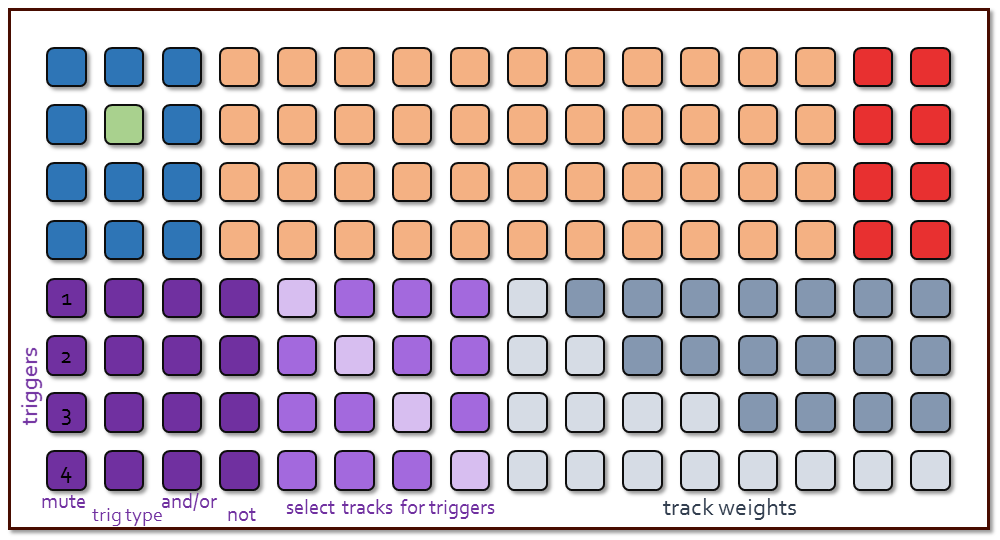 1
2
3
4
triggers
mute
trig type
and/or
not
select tracks for triggers
track weights